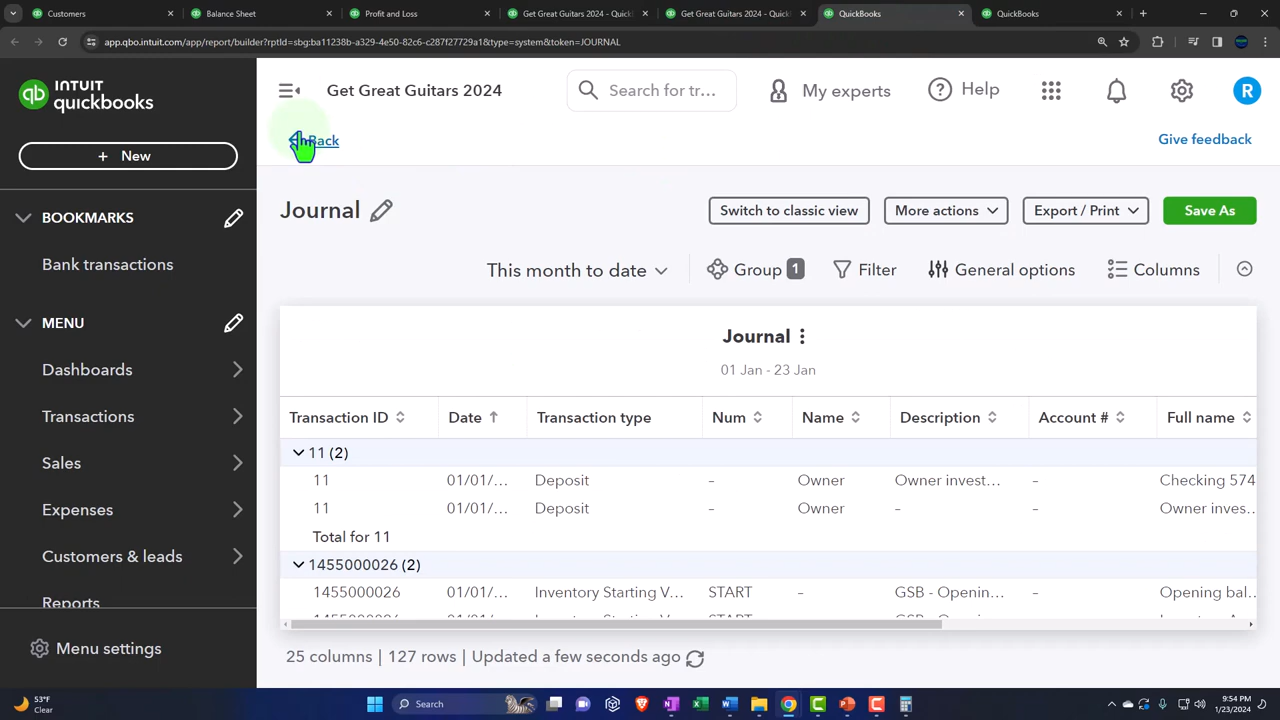 Customers
Balance Sheet
Profit and Loss
Get Great Guitars 2024 - Quick
Get Great Guitars 2024 - Quick
QuickBooks
QuickBooks
app.qbo.intuit.com/app/report/builder?rptId=sbg:ba11238b-a329-4e50-82c6-c287f27729a1&type=system&token=JOURNAL
INTUIT
quickbooks
Get Great Guitars 2024
Search for tr...
My experts
Help
R
Back
Give feedback
+ New
Journal
Switch to classic view
More actions
Export / Print
Save As
BOOKMARKS
Bank transactions
This month to date
Group 1
Filter
General options
Columns
MENU
Dashboards
Transactions
Sales
Expenses
Customers & leads
Reports
Menu settings
Journal
01 Jan - 23 Jan
Transaction ID Date Transaction type Num Name Description Account # Full name
11 (2)
11 01/01/... Deposit – Owner Owner invest... – Checking 574
11 01/01/... Deposit – Owner – – Owner inves...
Total for 11
1455000026 (2)
1455000026 01/01/... Inventory Starting V... START – GSB - Openin... – Opening bal...
25 columns | 127 rows | Updated a few seconds ago
53°F
Clear
Search
9:54 PM
1/23/2024